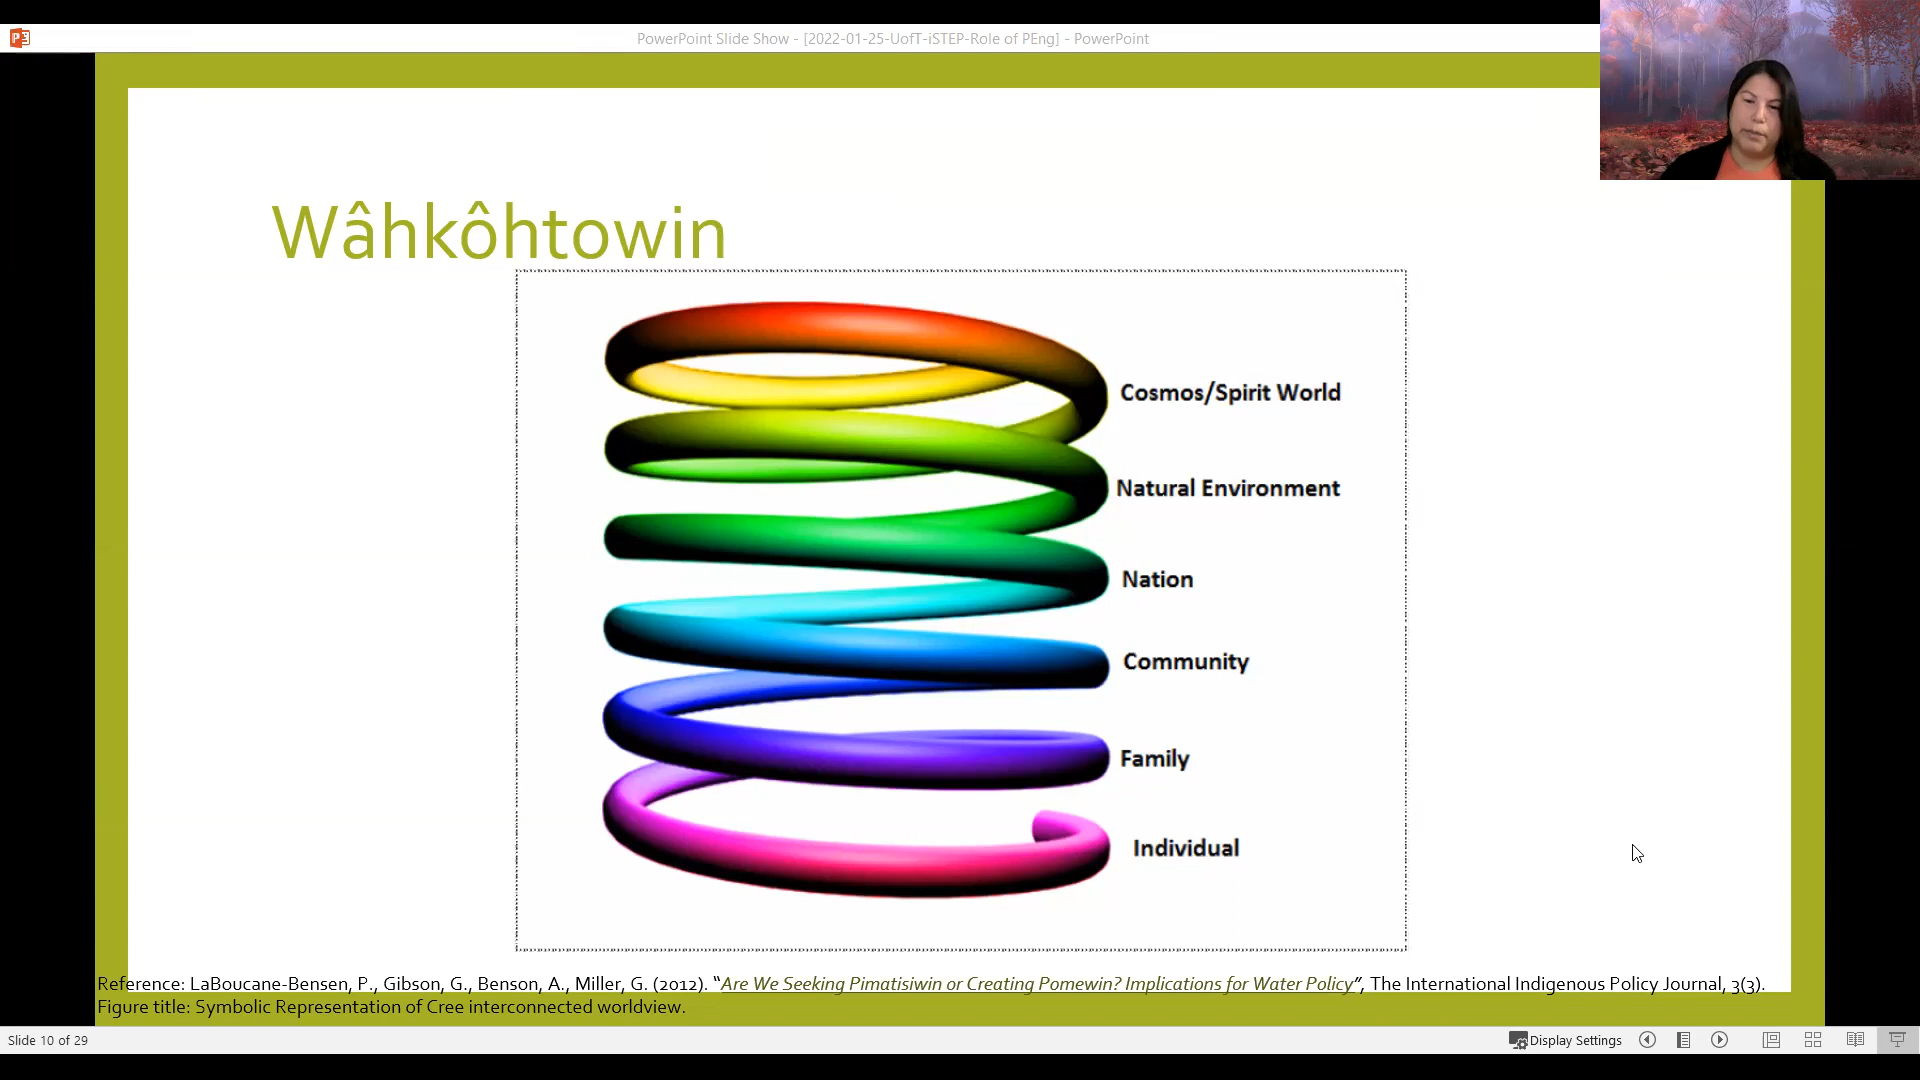 PowerPoint Slide Show - [2022-01-25-UofT-iSTEP-Role of PEng] - PowerPoint
Wâhkôhtowin
Cosmos/Spirit World
Natural Environment
Nation
Community
Family
Individual
Reference: LaBoucane-Bensen, P., Gibson, G., Benson, A., Miller, G. (2012). “Are We Seeking Pimatisiwin or Creating Pomewin? Implications for Water Policy”, The International Indigenous Policy Journal, 3(3).
Figure title: Symbolic Representation of Cree interconnected worldview.
Slide 10 of 29
Display Settings